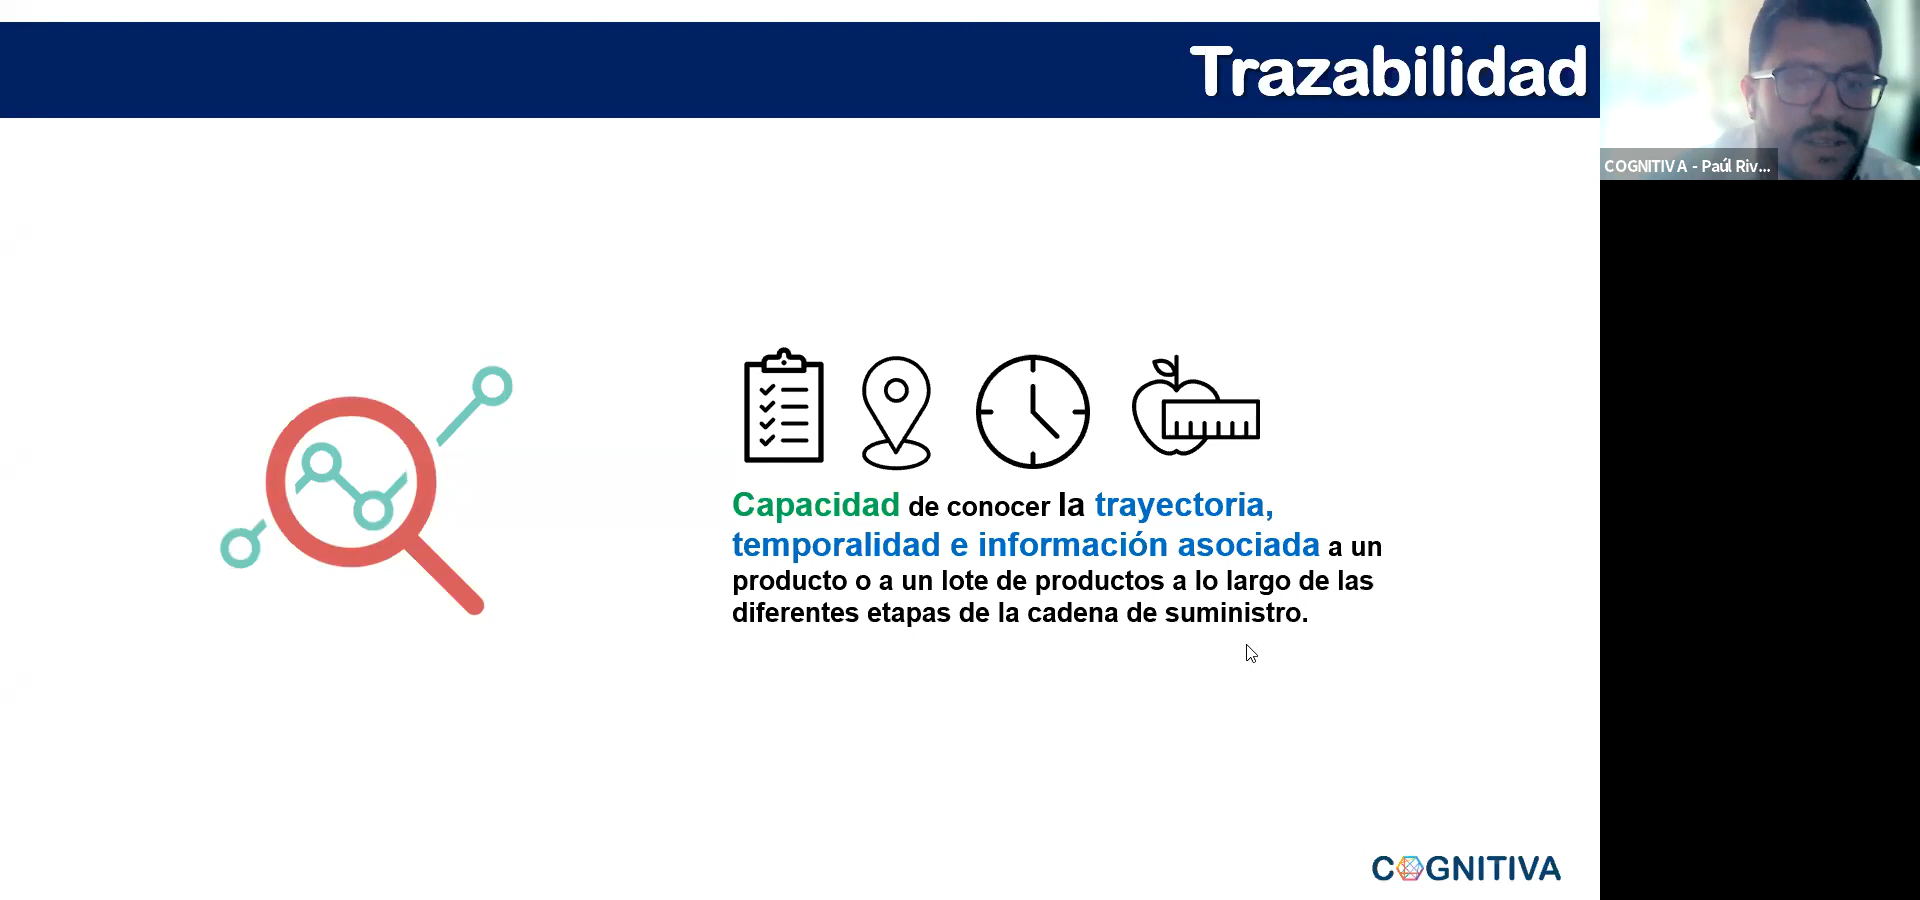 Trazabilidad
COGNITIVA - Paúl Riv...
Capacidad de conocer la trayectoria,
temporalidad e información asociada a un
producto o a un lote de productos a lo largo de las
diferentes etapas de la cadena de suministro.
COGNITIVA